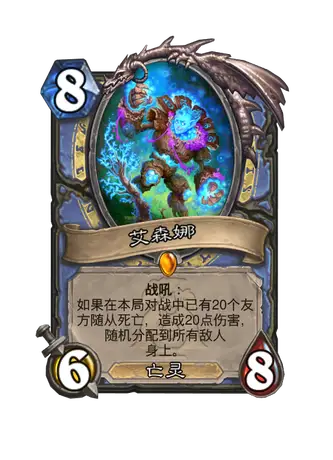 8
艾森娜
战吼：
如果在本局对战中已有20个友
方随从死亡，造成20点伤害，
随机分配到所有敌人
身上。
6
亡灵
8